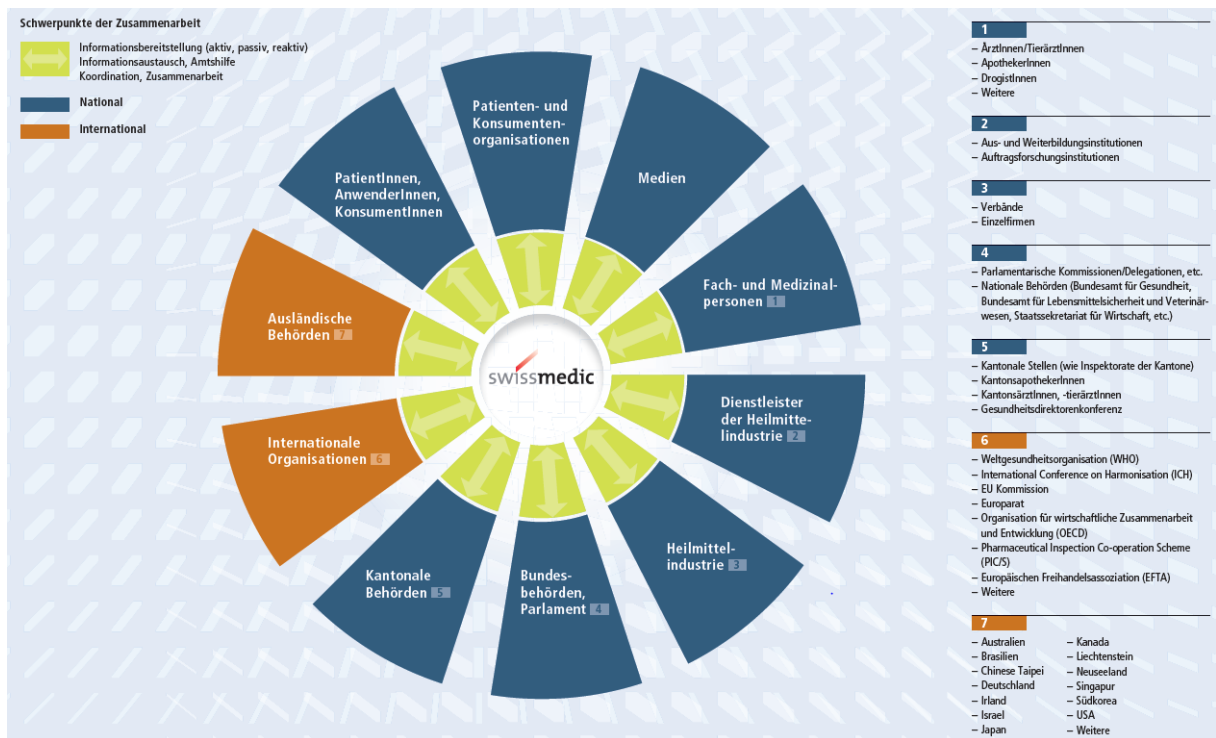 Schwerpunkte der Zusammenarbeit
Informationsbereitstellung (aktiv, passiv, reaktiv)
Informationsaustausch, Amtshilfe
Koordination, Zusammenarbeit
National
International
Patienten- und
Konsumenten-
organisationen
Medien
Fach- und Medizinal-
personen 1
Dienstleister
der Heilmitte-
lindustrie 2
Heilmittel-
industrie 3
Bundes-
behörden,
Parlament 4
Kantonale
Behörden 5
Internationale
Organisationen 6
Ausländische
Behörden 7
PatientInnen,
AnwenderInnen,
KonsumentInnen
swissmedic
1
– ÄrztInnen/TierärztInnen
– ApothekerInnen
– DrogistInnen
– Weitere
2
– Aus- und Weiterbildungsinstitutionen
– Auftragsforschungsinstitutionen
3
– Verbände
– Einzelfirmen
4
– Parlamentarische Kommissionen/Delegationen, etc.
– Nationale Behörden (Bundesamt für Gesundheit,
Bundesamt für Lebensmittelsicherheit und Veterinär-
wesen, Staatssekretariat für Wirtschaft, etc.)
5
– Kantonale Stellen (wie Inspektorate der Kantone)
– KantonsapothekerInnen
– KantonsärztInnen, -tierärztInnen
– Gesundheitsdirektorenkonferenz
6
– Weltgesundheitsorganisation (WHO)
– International Conference on Harmonisation (ICH)
– EU Kommission
– Europarat
– Organisation für wirtschaftliche Zusammenarbeit
und Entwicklung (OECD)
– Pharmaceutical Inspection Co-operation Scheme
(PIC/S)
– Europäischen Freihandelsassoziation (EFTA)
– Weitere
7
– Australien
– Brasilien
– Chinese Taipei
– Deutschland
– Irland
– Israel
– Japan
– Kanada
– Liechtenstein
– Neuseeland
– Singapur
– Südkorea
– USA
– Weitere